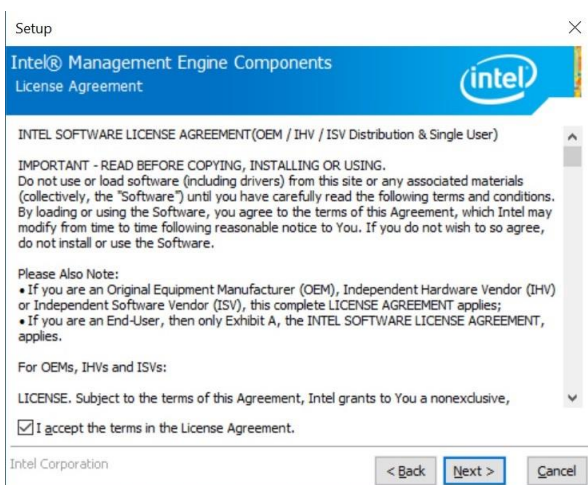 Setup
Intel® Management Engine Components
License Agreement
intel
INTEL SOFTWARE LICENSE AGREEMENT(OEM / IHV / ISV Distribution & Single User)
IMPORTANT - READ BEFORE COPYING, INSTALLING OR USING.
Do not use or load software (including drivers) from this site or any associated materials
(collectively, the "Software") until you have carefully read the following terms and conditions.
By loading or using the Software, you agree to the terms of this Agreement, which Intel may
modify from time to time following reasonable notice to You. If you do not wish to so agree,
do not install or use the Software.
Please Also Note:
• If you are an Original Equipment Manufacturer (OEM), Independent Hardware Vendor (IHV)
or Independent Software Vendor (ISV), this complete LICENSE AGREEMENT applies;
• If you are an End-User, then only Exhibit A, the INTEL SOFTWARE LICENSE AGREEMENT,
applies.
For OEMs, IHVs and ISVs:
LICENSE. Subject to the terms of this Agreement, Intel grants to You a nonexclusive,
I accept the terms in the License Agreement.
Intel Corporation
< Back Next > Cancel